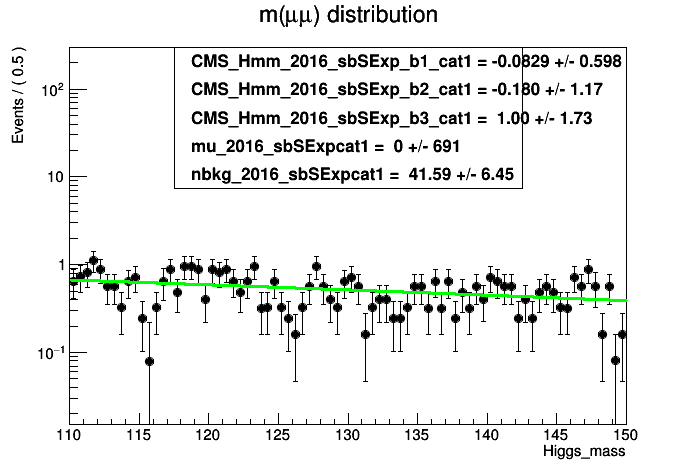 m(μμ) distribution
Events / ( 0.5 )
CMS_Hmm_2016_sbSExp_b1_cat1 = -0.0829 +/- 0.598
CMS_Hmm_2016_sbSExp_b2_cat1 = -0.180 +/- 1.17
CMS_Hmm_2016_sbSExp_b3_cat1 = 1.00 +/- 1.73
mu_2016_sbSExpcat1 = 0 +/- 691
nbkg_2016_sbSExpcat1 = 41.59 +/- 6.45
10²
10
1
10⁻¹
110 115 120 125 130 135 140 145 150
Higgs_mass